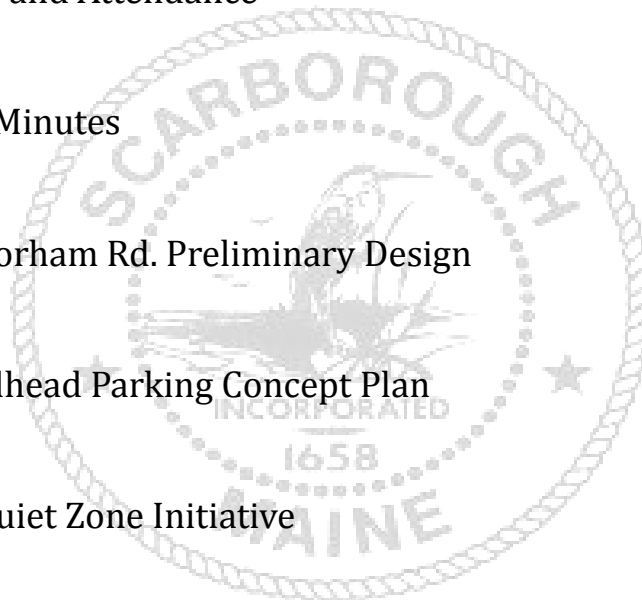 and Attendance
Minutes
orham Rd. Preliminary Design
lhead Parking Concept Plan
uiet Zone Initiative
SCARBOROUGH
INCORPORATED
1658
MAINE